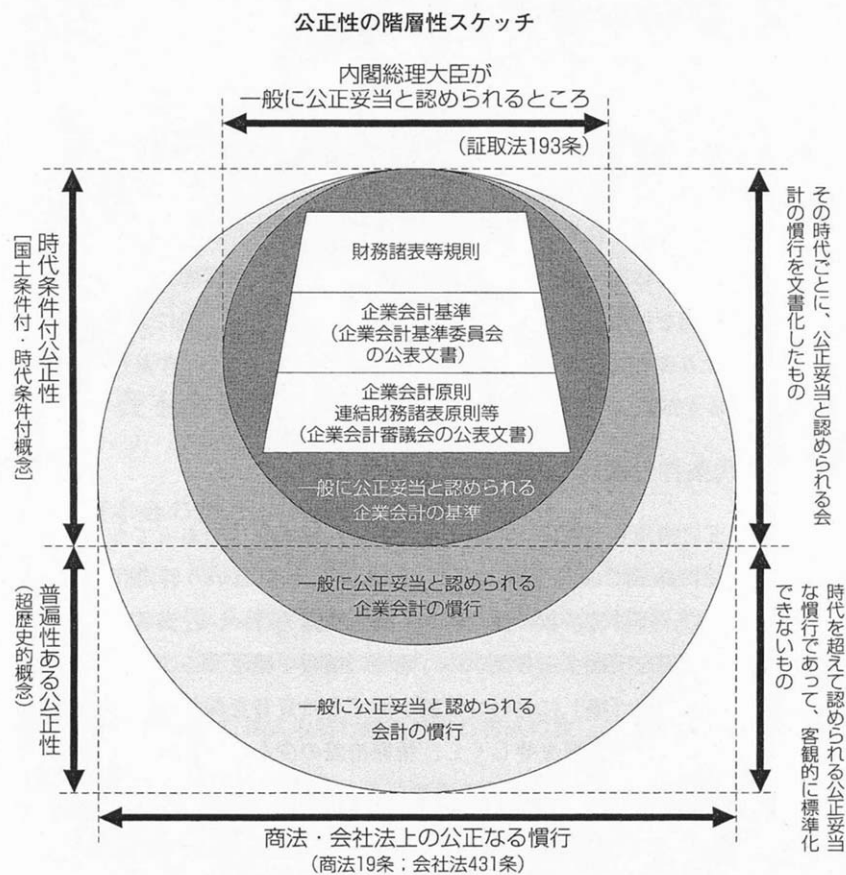 公正性の階層性スケッチ
内閣総理大臣が
一般に公正妥当と認められるところ
(証取法193条)
時代条件付公正性
[国土条件付・時代条件付概念]
その時代ごとに、公正妥当と認められる会
計の慣行を文書化したもの
財務諸表等規則
企業会計基準
(企業会計基準委員会
の公表文書)
企業会計原則
連結財務諸表原則等
(企業会計審議会の公表文書)
一般に公正妥当と認められる
企業会計の基準
一般に公正妥当と認められる
企業会計の慣行
一般に公正妥当と認められる
会計の慣行
普遍性ある公正性
(超歴史的概念)
時代を超えて認められる公正妥当
な慣行であって、客観的に標準化
できないもの
商法・会社法上の公正なる慣行
(商法19条;会社法431条)